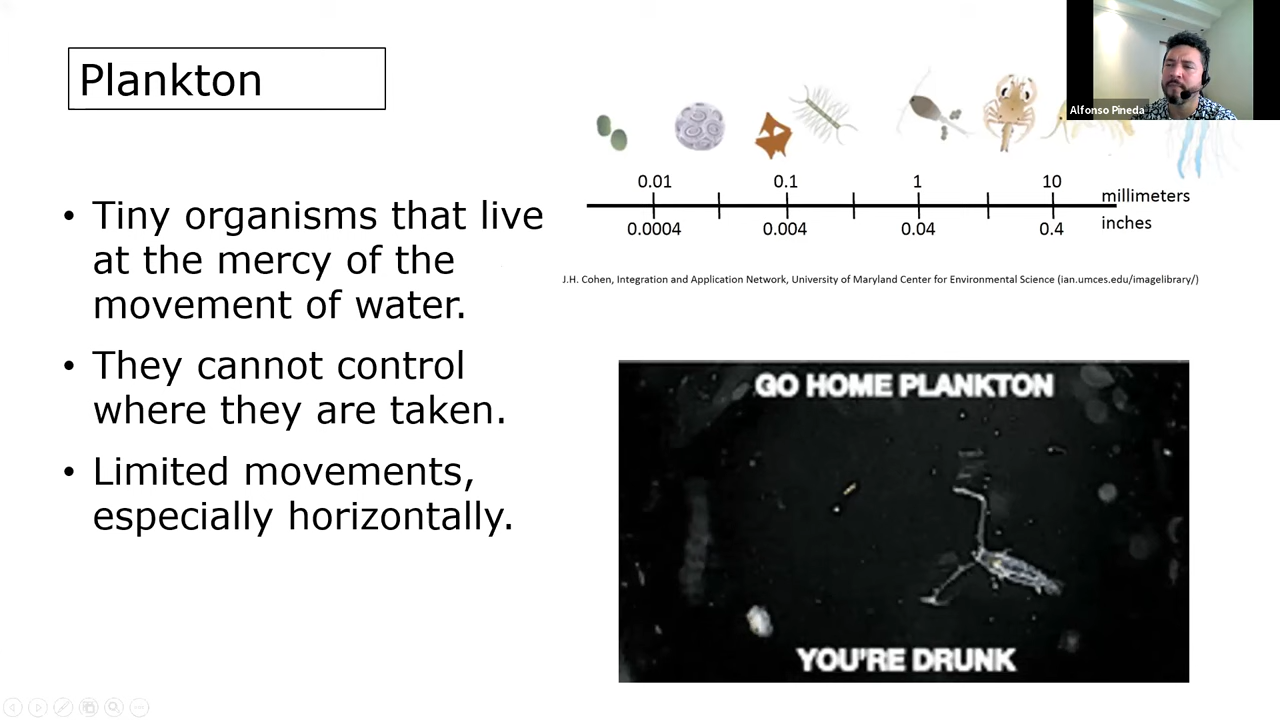 Plankton
Alfonso Pineda
• Tiny organisms that live
at the mercy of the
movement of water.
• They cannot control
where they are taken.
• Limited movements,
especially horizontally.
0.01 0.1 1 10
millimeters
inches
0.0004 0.004 0.04 0.4
J.H. Cohen, Integration and Application Network, University of Maryland Center for Environmental Science (ian.umces.edu/imagelibrary/)
GO HOME PLANKTON
YOU'RE DRUNK